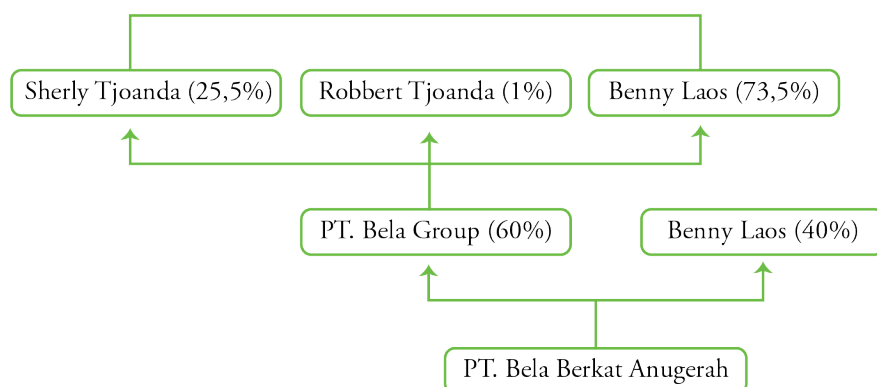 Sherly Tjoanda (25,5%)
Robbert Tjoanda (1%)
Benny Laos (73,5%)
PT. Bela Group (60%)
Benny Laos (40%)
PT. Bela Berkat Anugerah